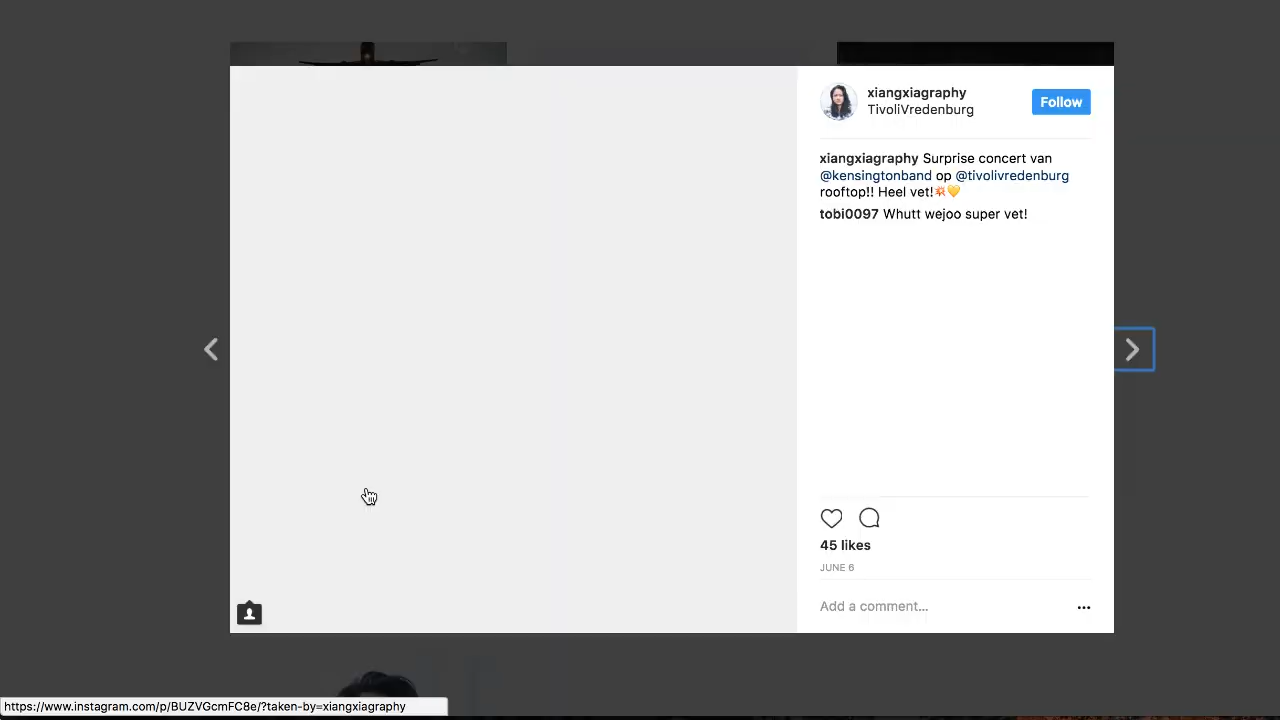 xiangxiagraphy
TivoliVredenburg
Follow
xiangxiagraphy Surprise concert van
@kensingtonband op @tivolivredenburg
rooftop!! Heel vet!💥💛
tobi0097 Whutt wejoo super vet!
45 likes
JUNE 6
Add a comment...
https://www.instagram.com/p/BUZVGcmFC8e/?taken-by=xiangxiagraphy